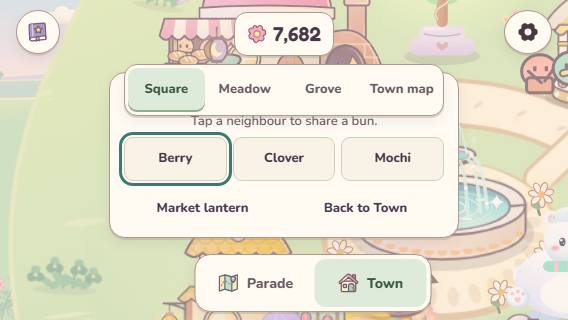 7,682
Square Meadow Grove Town map
Tap a neighbour to share a bun.
Berry Clover Mochi
Market lantern Back to Town
Parade Town